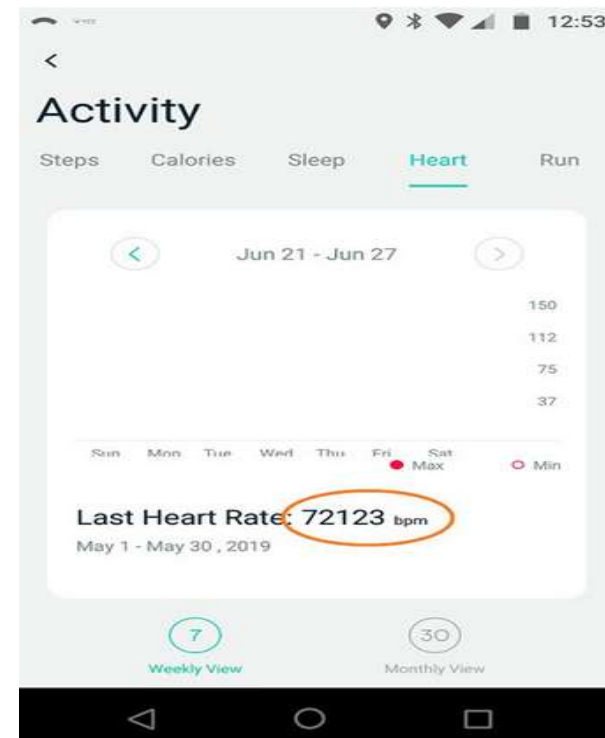 12:53
Activity
Steps Calories Sleep Heart Run
Jun 21 - Jun 27
150
112
75
37
Sun Mon Tue Wed Thu Fri Sat
Max Min
Last Heart Rate: 72123 bpm
May 1 - May 30 , 2019
7 30
Weekly View Monthly View